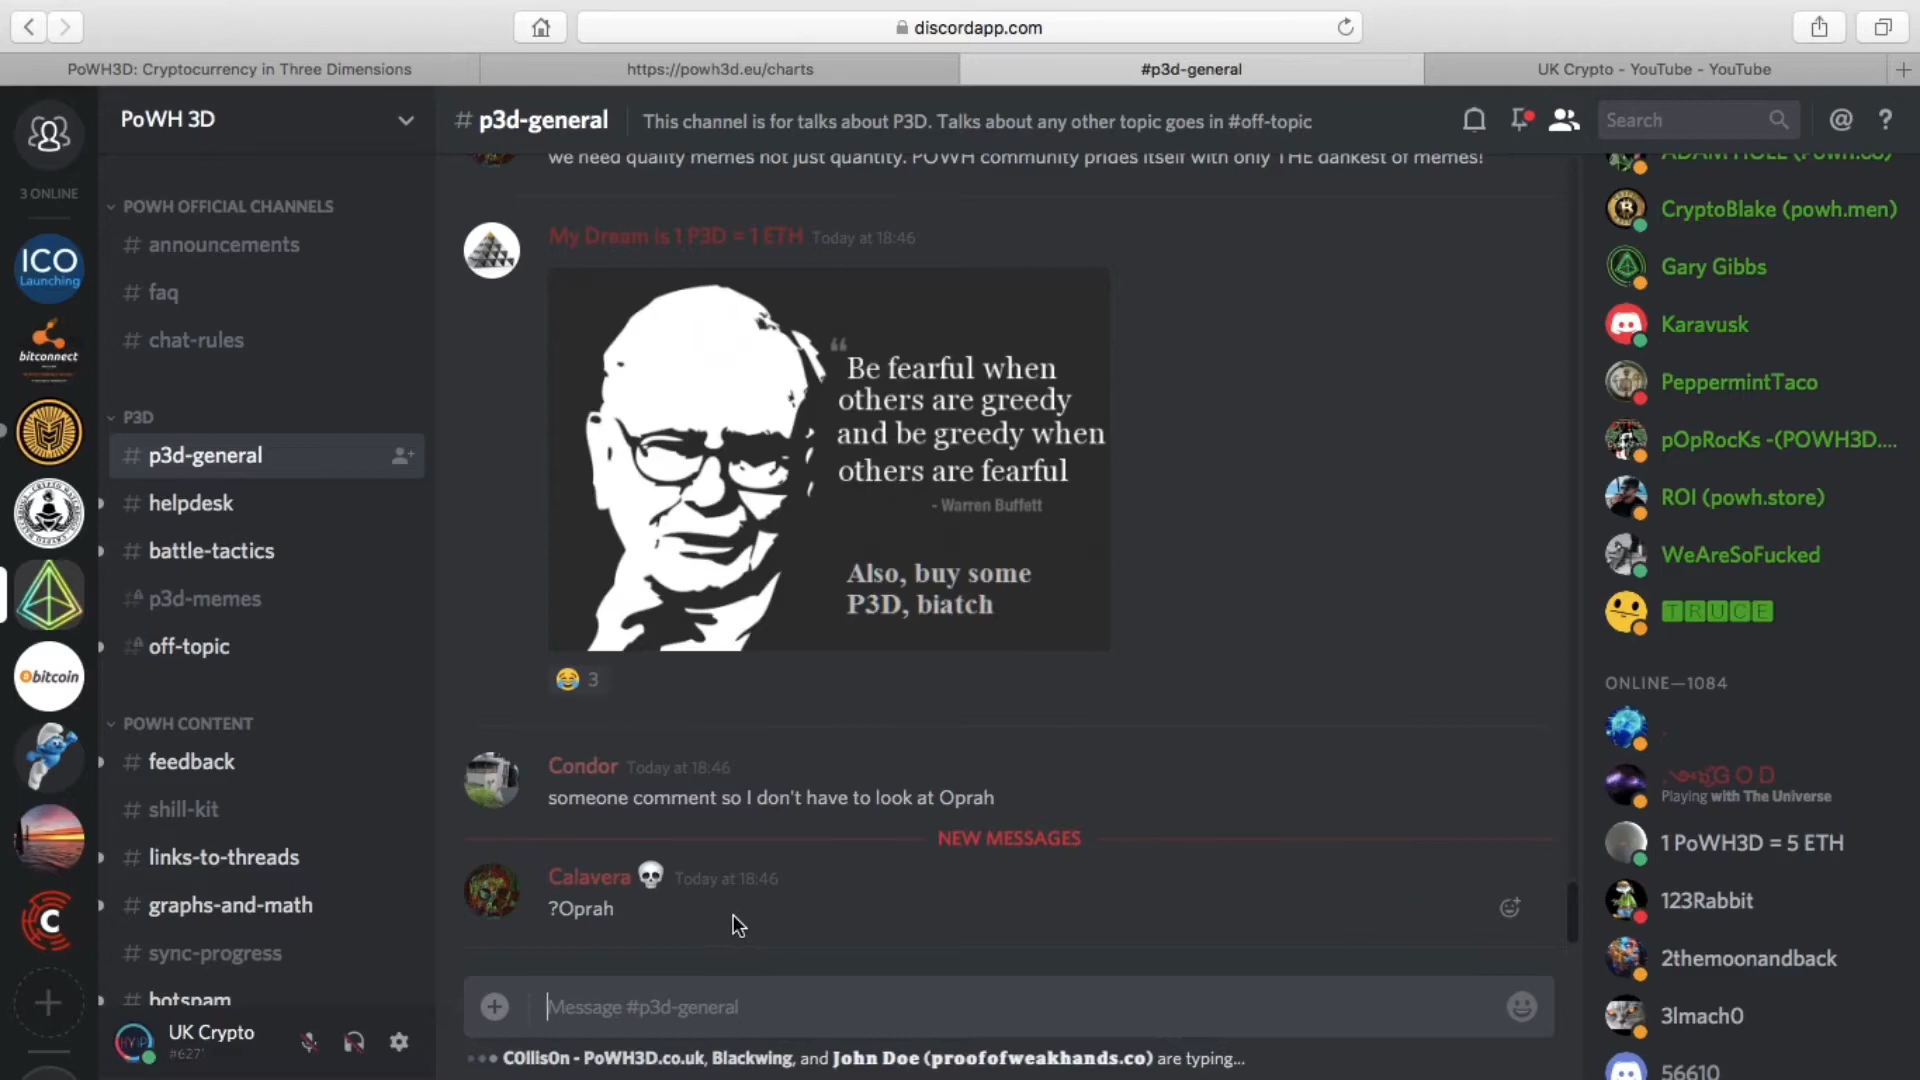 discordapp.com
PoWH3D: Cryptocurrency in Three Dimensions
https://powh3d.eu/charts
#p3d-general
UK Crypto - YouTube - YouTube
3 ONLINE
ICO
Launching
bitconnect
bitcoin
PoWH 3D
POWH OFFICIAL CHANNELS
# announcements
# faq
# chat-rules
P3D
# p3d-general
# helpdesk
# battle-tactics
# p3d-memes
# off-topic
POWH CONTENT
# feedback
# shill-kit
# links-to-threads
# graphs-and-math
# sync-progress
# botspam
UK Crypto
# p3d-general
This channel is for talks about P3D. Talks about any other topic goes in #off-topic
Search
we need quality memes not just quantity. POWH community prides itself with only THE dankest of memes!
My Dream is 1 P3D = 1 ETH Today at 18:46
“
Be fearful when
others are greedy
and be greedy when
others are fearful
- Warren Buffett
Also, buy some
P3D, biatch
😂 3
Condor Today at 18:46
someone comment so I don't have to look at Oprah
NEW MESSAGES
Calavera 💀 Today at 18:46
?Oprah
Message #p3d-general
C0llis0n - PoWH3D.co.uk, Blackwing, and John Doe (proofofweakhands.co) are typing...
CryptoBlake (powh.men)
Gary Gibbs
Karavusk
PeppermintTaco
pOpRocKs -(POWH3D....
ROI (powh.store)
WeAreSoFucked
TRUCE
ONLINE—1084
G O D
Playing with The Universe
1 PoWH3D = 5 ETH
123Rabbit
2themoonandback
3lmach0
56610